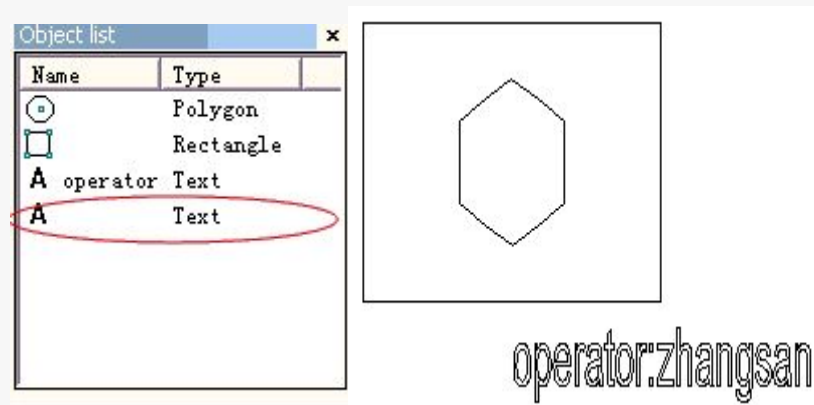 Object list
Name Type
Polygon
Rectangle
A operator Text
A Text
operator:zhangsan